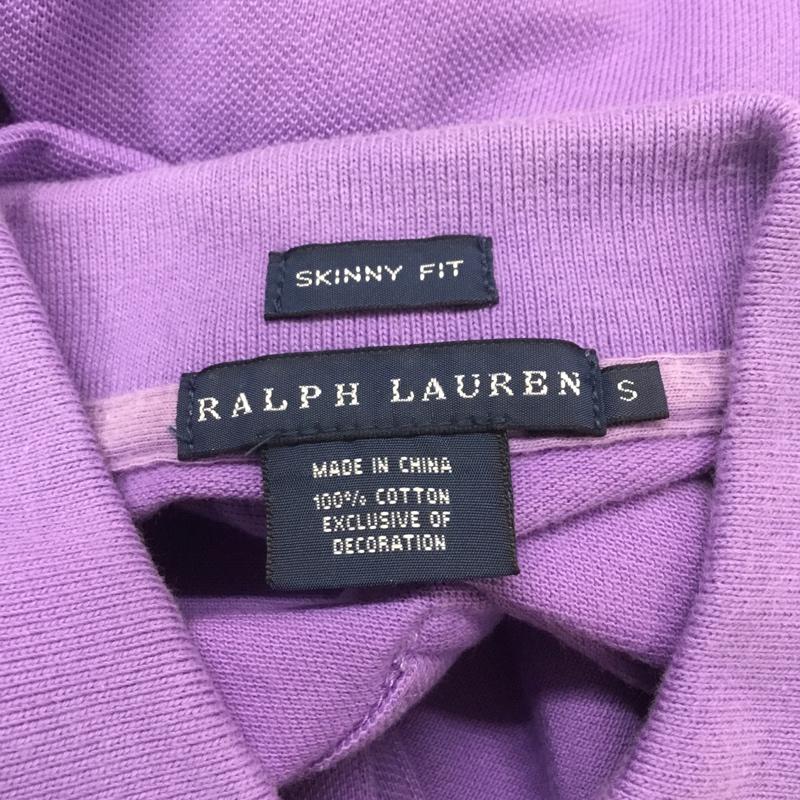 SKINNY FIT
RALPH LAUREN
S
MADE IN CHINA
100% COTTON
EXCLUSIVE OF
DECORATION